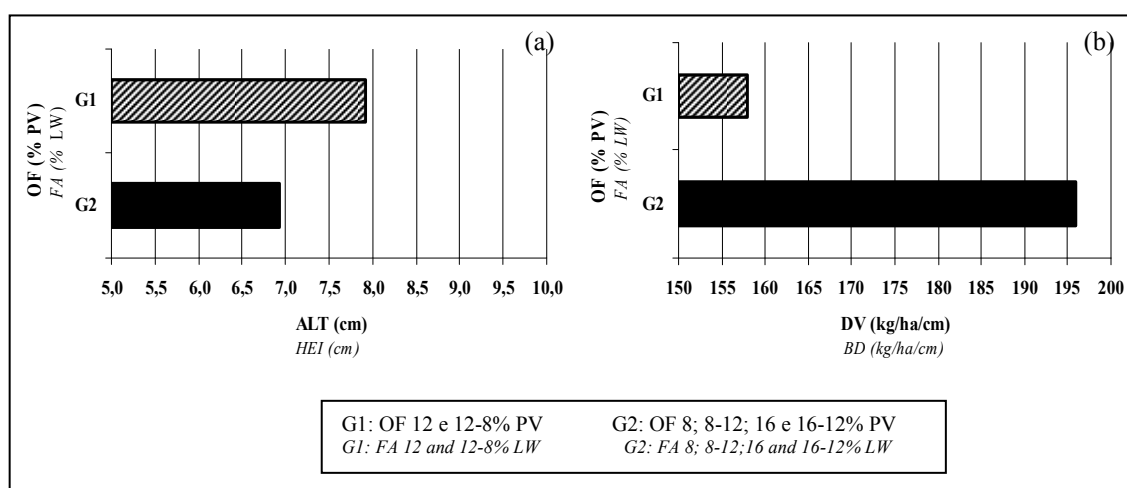 (a)
OF (% PV)
FA (% LW)
G1
G2
5,0 5,5 6,0 6,5 7,0 7,5 8,0 8,5 9,0 9,5 10,0
ALT (cm)
HEI (cm)
(b)
OF (% PV)
FA (% LW)
G1
G2
150 155 160 165 170 175 180 185 190 195 200
DV (kg/ha/cm)
BD (kg/ha/cm)
G1: OF 12 e 12-8% PV G2: OF 8; 8-12; 16 e 16-12% PV
G1: FA 12 and 12-8% LW G2: FA 8; 8-12;16 and 16-12% LW